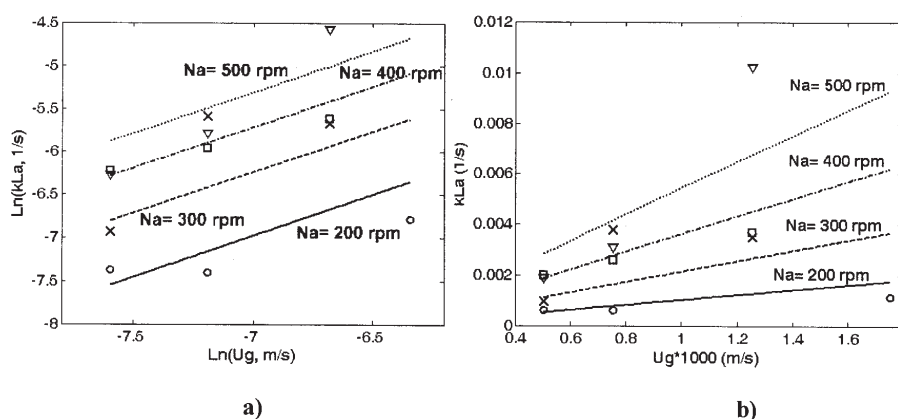 -4.5
-5
-5.5
-6
-6.5
-7
-7.5
-8
Ln(kLa, 1/s)
Na= 500 rpm
Na= 400 rpm
Na= 300 rpm
Na= 200 rpm
-7.5
-7
-6.5
Ln(Ug, m/s)
a)
0.012
0.01
0.008
0.006
0.004
0.002
0
kLa (1/s)
Na= 500 rpm
Na= 400 rpm
Na= 300 rpm
Na= 200 rpm
0.4
0.6
0.8
1
1.2
1.4
1.6
Ug*1000 (m/s)
b)